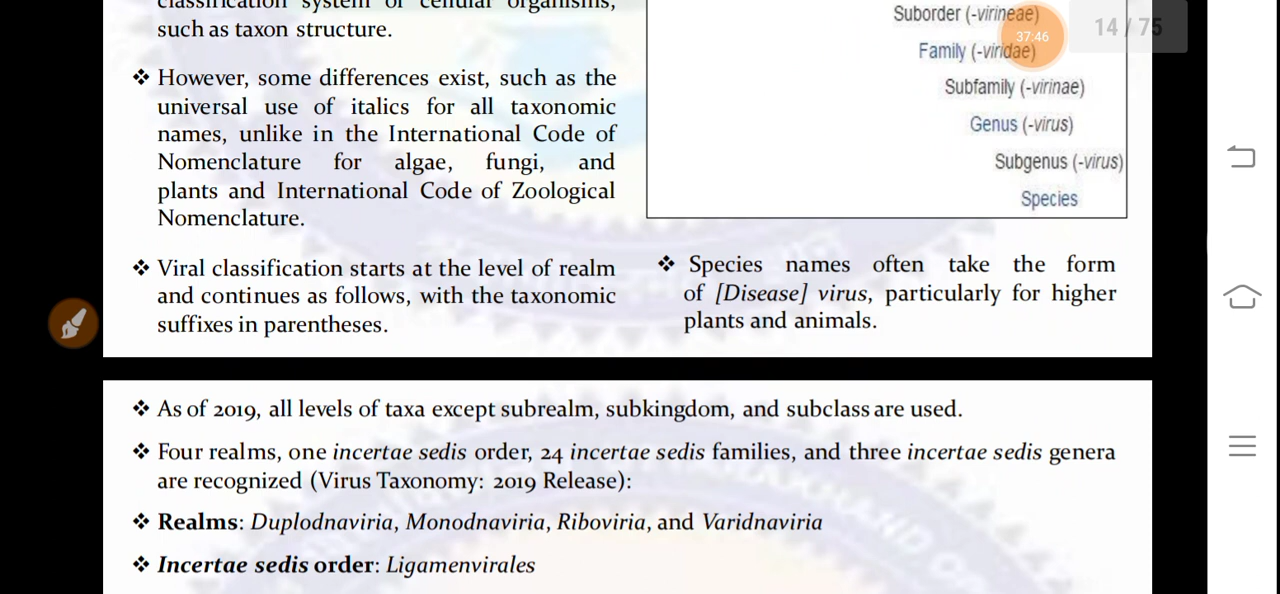 classification system of cellular organisms,
such as taxon structure.
❖ However, some differences exist, such as the
universal use of italics for all taxonomic
names, unlike in the International Code of
Nomenclature for algae, fungi, and
plants and International Code of Zoological
Nomenclature.
❖ Viral classification starts at the level of realm
and continues as follows, with the taxonomic
suffixes in parentheses.
Suborder (-virineae)
Family (-viridae)
Subfamily (-virinae)
Genus (-virus)
Subgenus (-virus)
Species
❖ Species names often take the form
of [Disease] virus, particularly for higher
plants and animals.
37:46
14 / 75
❖ As of 2019, all levels of taxa except subrealm, subkingdom, and subclass are used.
❖ Four realms, one incertae sedis order, 24 incertae sedis families, and three incertae sedis genera
are recognized (Virus Taxonomy: 2019 Release):
❖ Realms: Duplodnaviria, Monodnaviria, Riboviria, and Varidnaviria
❖ Incertae sedis order: Ligamenvirales